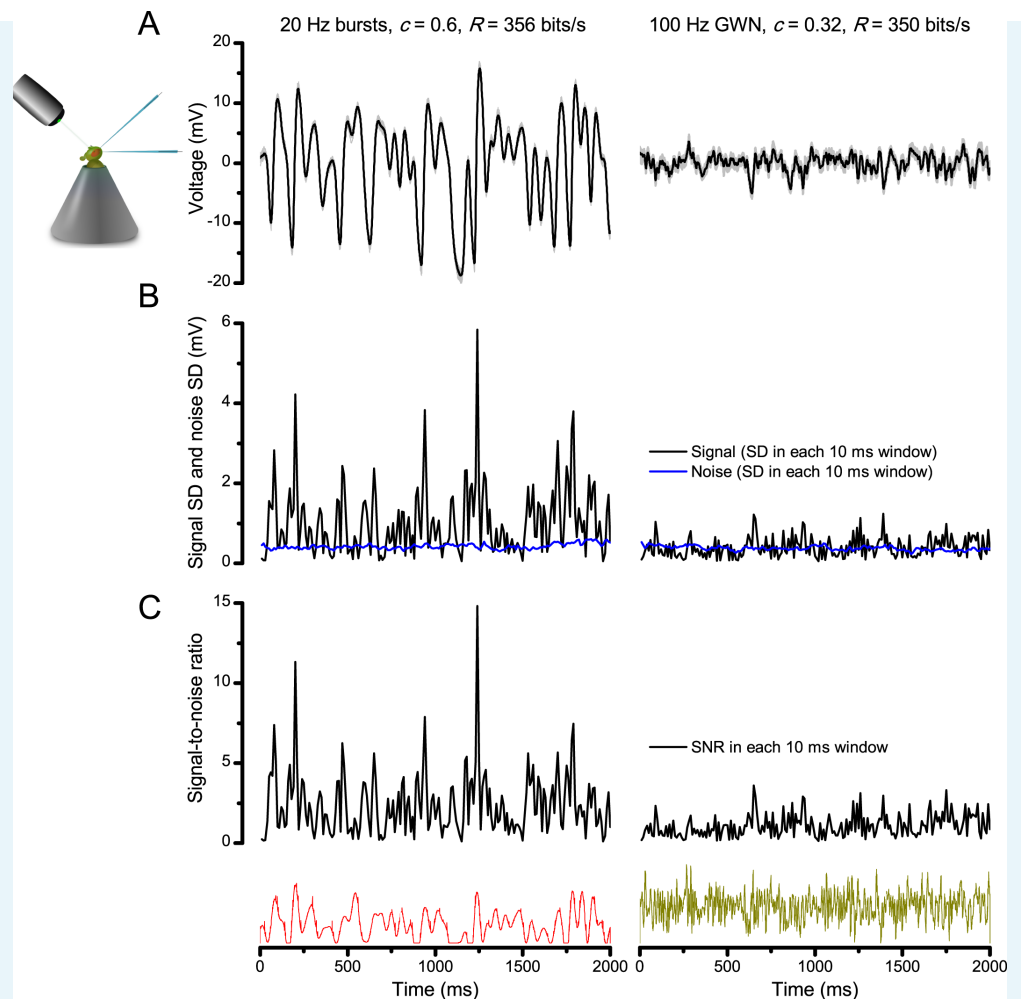 A
20 Hz bursts, c = 0.6, R = 356 bits/s
100 Hz GWN, c = 0.32, R = 350 bits/s
20
10
0
-10
-20
Voltage (mV)
B
6
4
2
0
Signal SD and noise SD (mV)
Signal (SD in each 10 ms window)
Noise (SD in each 10 ms window)
C
15
10
5
0
Signal-to-noise ratio
SNR in each 10 ms window
0 500 1000 1500 2000
0 500 1000 1500 2000
Time (ms)
Time (ms)